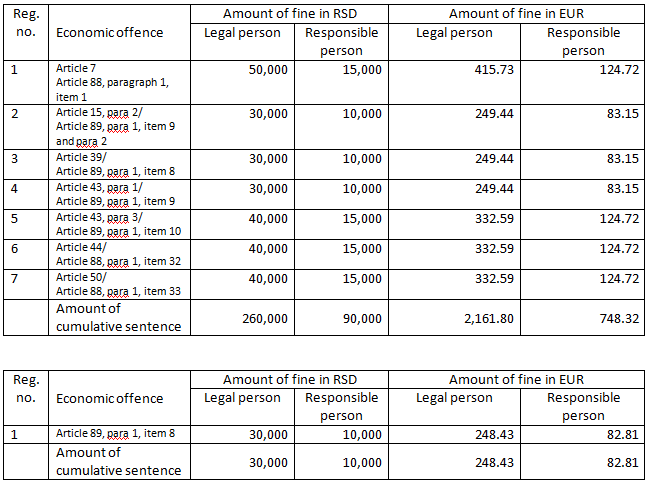 Reg. no. Economic offence Amount of fine in RSD Amount of fine in EUR
Legal person Responsible person Legal person Responsible person
1 Article 7 50,000 15,000 415.73 124.72
Article 88, paragraph 1,
item 1
2 Article 15, para 2/ 30,000 10,000 249.44 83.15
Article 89, para 1, item 9
and para 2
3 Article 39/ 30,000 10,000 249.44 83.15
Article 89, para 1, item 8
4 Article 43, para 1/ 30,000 10,000 249.44 83.15
Article 89, para 1, item 9
5 Article 43, para 3/ 40,000 15,000 332.59 124.72
Article 89, para 1, item 10
6 Article 44/ 40,000 15,000 332.59 124.72
Article 88, para 1, item 32
7 Article 50/ 40,000 15,000 332.59 124.72
Article 88, para 1, item 33
Amount of
cumulative sentence 260,000 90,000 2,161.80 748.32
Reg. no. Economic offence Amount of fine in RSD Amount of fine in EUR
Legal person Responsible person Legal person Responsible person
1 Article 89, para 1, item 8 30,000 10,000 248.43 82.81
Amount of
cumulative sentence 30,000 10,000 248.43 82.81